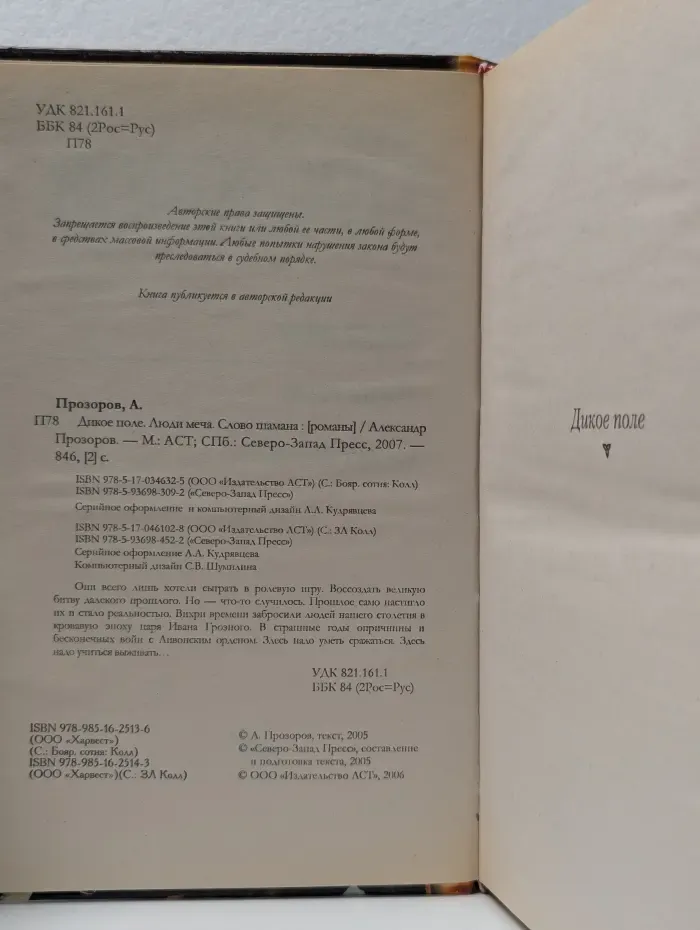 УДК 821.161.1
ББК 84 (2Рос=Рус)
П78
Авторские права защищены.
Запрещается воспроизведение этой книги или любой ее части, в любой форме,
в средствах массовой информации. Любые попытки нарушения закона будут
преследоваться в судебном порядке.
Книга публикуется в авторской редакции
Прозоров, А.
П78 Дикое поле. Люди меча. Слово шамана : [романы] / Александр
Прозоров. — М.: АСТ; СПб.: Северо-Запад Пресс, 2007. —
846, [2] с.
ISBN 978-5-17-034632-5 (ООО «Издательство АСТ») (С.: Бояр. сотня: Колл)
ISBN 978-5-93698-309-2 («Северо-Запад Пресс»)
Серийное оформление и компьютерный дизайн А.А. Кудрявцева
ISBN 978-5-17-046102-8 (ООО «Издательство АСТ») (С.: ЗЛ Колл)
ISBN 978-5-93698-452-2 («Северо-Запад Пресс»)
Серийное оформление А.А. Кудрявцева
Компьютерный дизайн С.В. Шумилина
Они всего лишь хотели сыграть в ролевую игру. Воссоздать великую
битву далекого прошлого. Но — что-то случилось. Прошлое само настигло
их и стало реальностью. Вихри времени забросили людей нашего столетия в
кровавую эпоху царя Ивана Грозного. В страшные годы опричнины и
бесконечных войн с Ливонским орденом. Здесь надо уметь сражаться. Здесь
надо учиться выживать…
УДК 821.161.1
ББК 84 (2Рос=Рус)
ISBN 978-985-16-2513-6
(ООО «Харвест»)
(С.: Бояр. сотня: Колл)
ISBN 978-985-16-2514-3
(ООО «Харвест»)(С.: ЗЛ Колл)
© А. Прозоров, текст, 2005
© «Северо-Запад Пресс», составление
и подготовка текста, 2005
© ООО «Издательство АСТ», 2006
Дикое поле